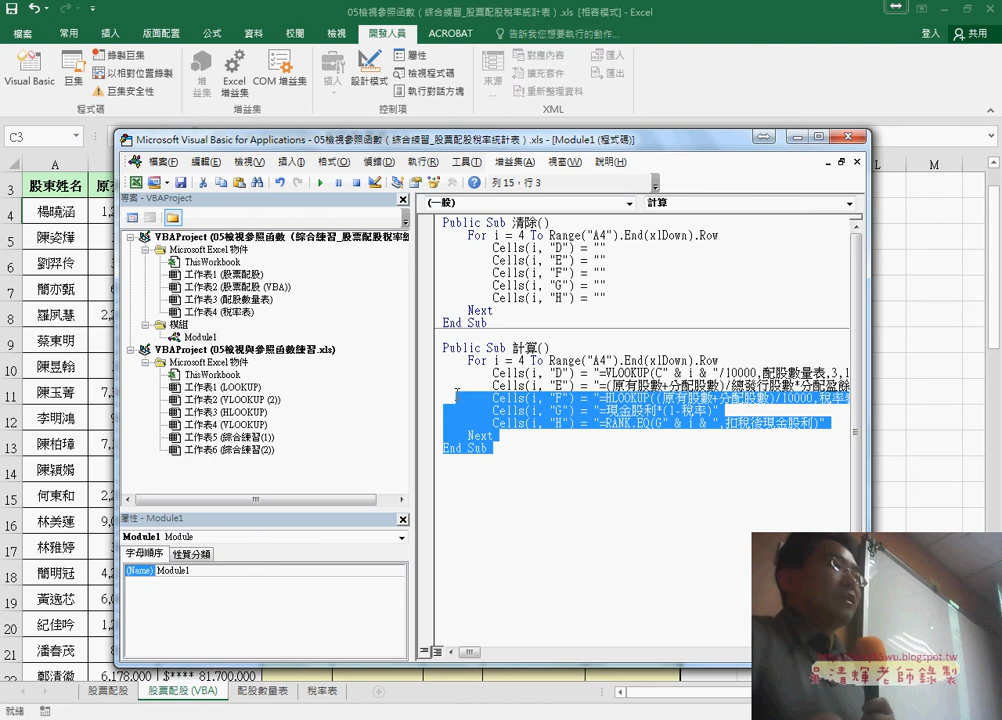 05檢視參照函數（綜合練習_股票配股稅率統計表）.xls [相容模式] - Excel
檔案 常用 插入 版面配置 公式 資料 校閱 檢視 開發人員 ACROBAT 告訴我您想要執行的動作... 登入 共用
Visual Basic 巨集 錄製巨集 以相對位置錄製 巨集安全性 程式碼
增益集 Excel 增益集 COM 增益集 增益集
插入 設計模式 屬性 檢視程式碼 執行對話方塊 控制項
來源 對應內容 擴充套件 重新整理資料 匯入 匯出 XML
C3
A L M
3 股東姓名
4 楊曉涵
5 陳姿燁
6 劉羿伶
7 簡亦甄
8 羅夙慧
9 蔡東明
10 陳昱翰
11 陳玉菁
12 李明鴻
13 陳柏瑋
14 陳穎嫻
15 何東和
16 林美蓮
17 林雅婷
18 簡明冠
19 黃逸芯
20 紀佳吟
21 潘春茂
鄭清徽 6,178,000 $**** 81,700.000
Microsoft Visual Basic for Applications - 05檢視參照函數（綜合練習_股票配股稅率統計表）.xls - [Module1 (程式碼)]
檔案(F) 編輯(E) 檢視(V) 插入(I) 格式(O) 偵錯(D) 執行(R) 工具(T) 增益集(A) 視窗(W) 說明(H)
列 15，行 3
專案 - VBAProject
VBAProject (05檢視參照函數（綜合練習_股票配股稅率統
Microsoft Excel 物件
ThisWorkbook
工作表1 (股票配股)
工作表2 (股票配股 (VBA))
工作表3 (配股數量表)
工作表4 (稅率表)
模組
Module1
VBAProject (05檢視與參照函數練習.xls)
Microsoft Excel 物件
ThisWorkbook
工作表1 (LOOKUP)
工作表2 (VLOOKUP (2))
工作表3 (HLOOKUP)
工作表4 (VLOOKUP)
工作表5 (綜合練習(1))
工作表6 (綜合練習(2))
屬性 - Module1
Module1 Module
字母順序 性質分類
(Name) Module1
(一般) 計算
Public Sub 清除()
For i = 4 To Range("A4").End(xlDown).Row
Cells(i, "D") = ""
Cells(i, "E") = ""
Cells(i, "F") = ""
Cells(i, "G") = ""
Cells(i, "H") = ""
Next
End Sub
Public Sub 計算()
For i = 4 To Range("A4").End(xlDown).Row
Cells(i, "D") = "=VLOOKUP(C" & i & "/10000,配股數量表,3,1
Cells(i, "E") = "=(原有股數+分配股數)/總發行股數*分配盈餘
Cells(i, "F") = "=HLOOKUP((原有股數+分配股數)/10000,稅率
Cells(i, "G") = "=現金股利*(1-稅率)"
Cells(i, "H") = "=RANK.EQ(G" & i & ",扣稅後現金股利)"
Next
End Sub
股票配股 股票配股 (VBA) 配股數量表 稅率表
就緒
吳清輝老師錄製